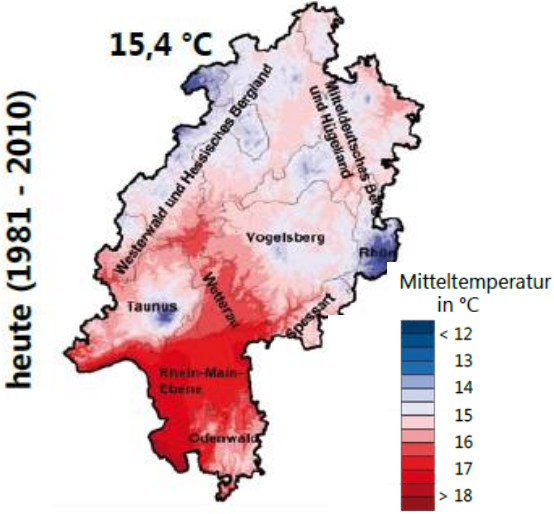 15,4 °C
heute (1981 - 2010)
Westerwald und Hessisches Bergland
Mitteldeutsches Berg-
und Hügelland
Vogelsberg
Rhön
Taunus
Wetterau
Spessart
Rhein-Main-
Ebene
Odenwald
Mitteltemperatur
in °C
< 12
13
14
15
16
17
> 18